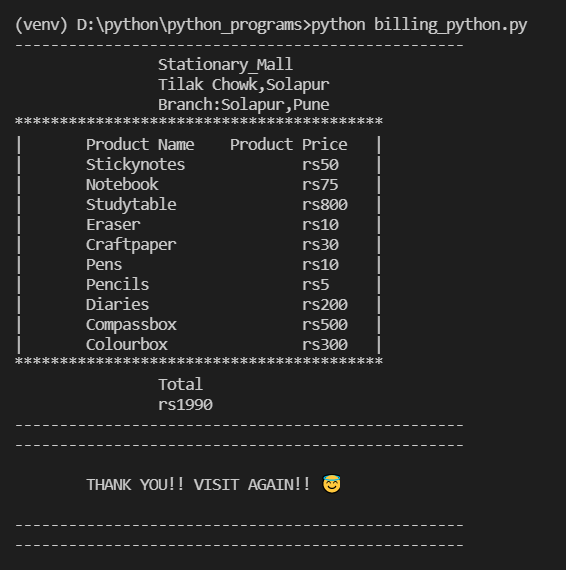 (venv) D:\python\python_programs>python billing_python.py
--------------------------------------------------
                Stationary_Mall
                Tilak Chowk,Solapur
                Branch:Solapur,Pune
*****************************************
|       Product Name    Product Price   |
|       Stickynotes             rs50    |
|       Notebook                rs75    |
|       Studytable              rs800   |
|       Eraser                  rs10    |
|       Craftpaper              rs30    |
|       Pens                    rs10    |
|       Pencils                 rs5     |
|       Diaries                 rs200   |
|       Compassbox              rs500   |
|       Colourbox               rs300   |
*****************************************
                Total
                rs1990
--------------------------------------------------
--------------------------------------------------
        THANK YOU!! VISIT AGAIN!! 😇
--------------------------------------------------
--------------------------------------------------